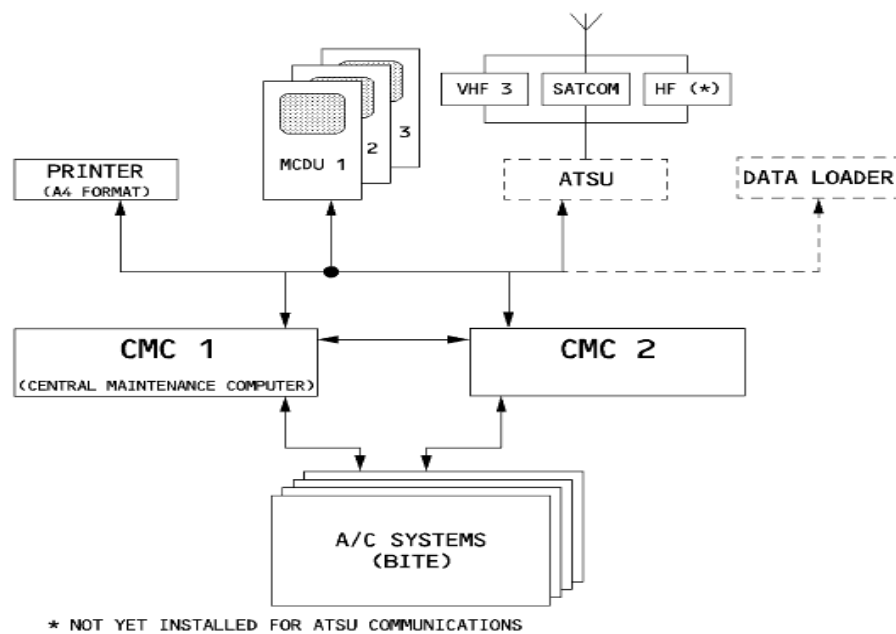 VHF 3
SATCOM
HF (*)
3
2
MCDU 1
PRINTER
(A4 FORMAT)
ATSU
DATA LOADER
CMC 1
(CENTRAL MAINTENANCE COMPUTER)
CMC 2
A/C SYSTEMS
(BITE)
* NOT YET INSTALLED FOR ATSU COMMUNICATIONS